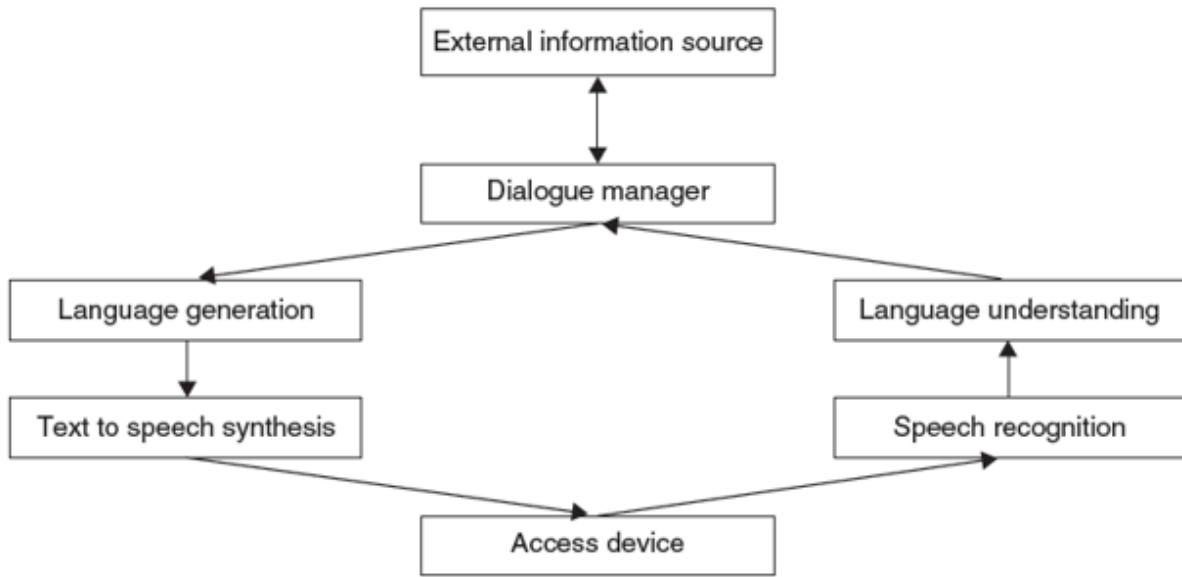 External information source
Dialogue manager
Language generation
Language understanding
Text to speech synthesis
Speech recognition
Access device